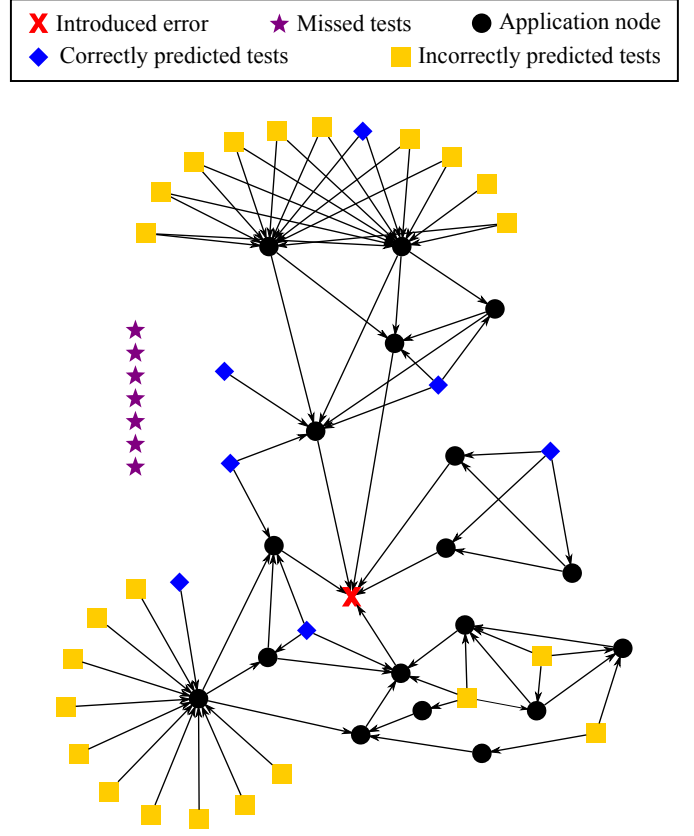 X Introduced error Missed tests Application node
Correctly predicted tests Incorrectly predicted tests
X